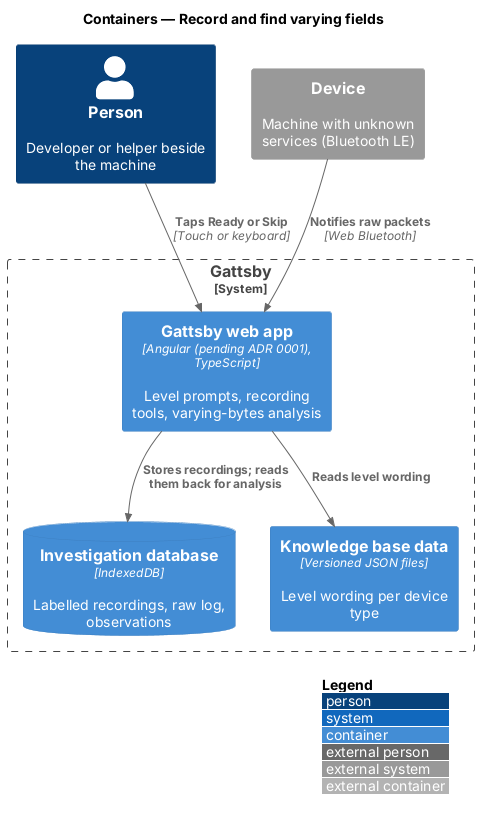 Containers — Record and find varying fields
Person
Developer or helper beside
the machine
Device
Machine with unknown
services (Bluetooth LE)
Taps Ready or Skip
[Touch or keyboard]
Notifies raw packets
[Web Bluetooth]
Gattsby
[System]
Gattsby web app
[Angular (pending ADR 0001),
TypeScript]
Level prompts, recording
tools, varying-bytes analysis
Stores recordings; reads
them back for analysis
Reads level wording
Investigation database
[IndexedDB]
Labelled recordings, raw log,
observations
Knowledge base data
[Versioned JSON files]
Level wording per device
type
Legend
person
system
container
external person
external system
external container